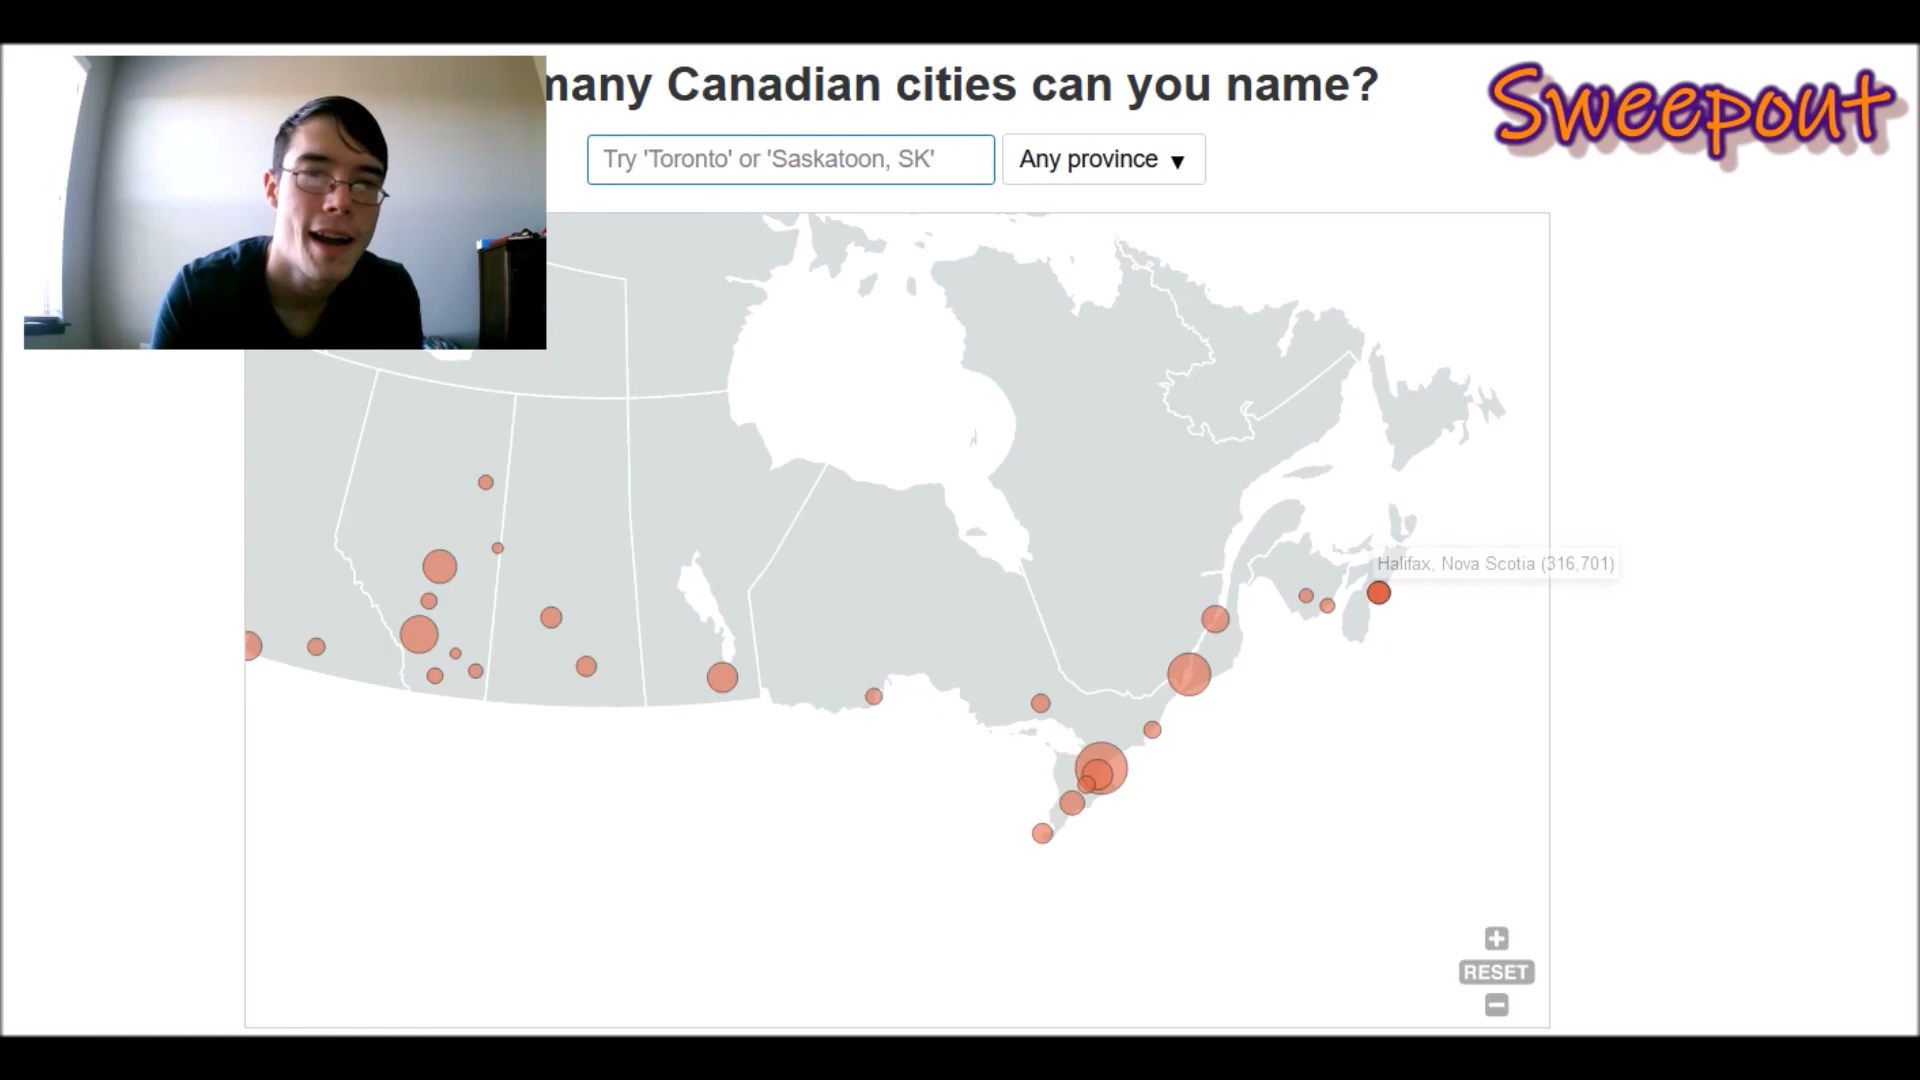 many Canadian cities can you name?
Sweepout
Try 'Toronto' or 'Saskatoon, SK'
Any province ▼
Halifax, Nova Scotia (316,701)
RESET